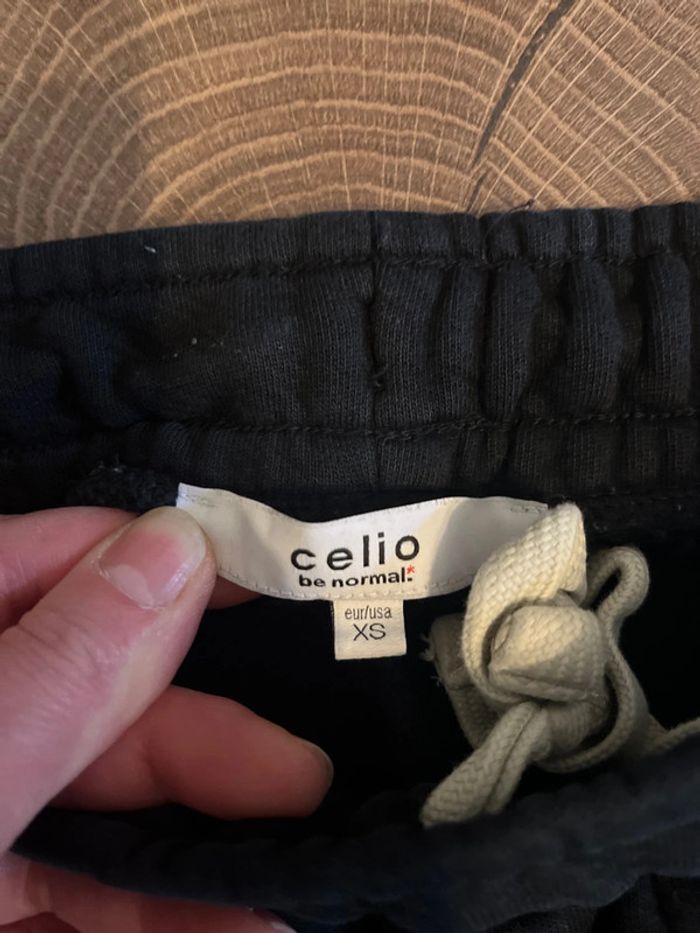 celio
be normal.*
eur/usa
XS